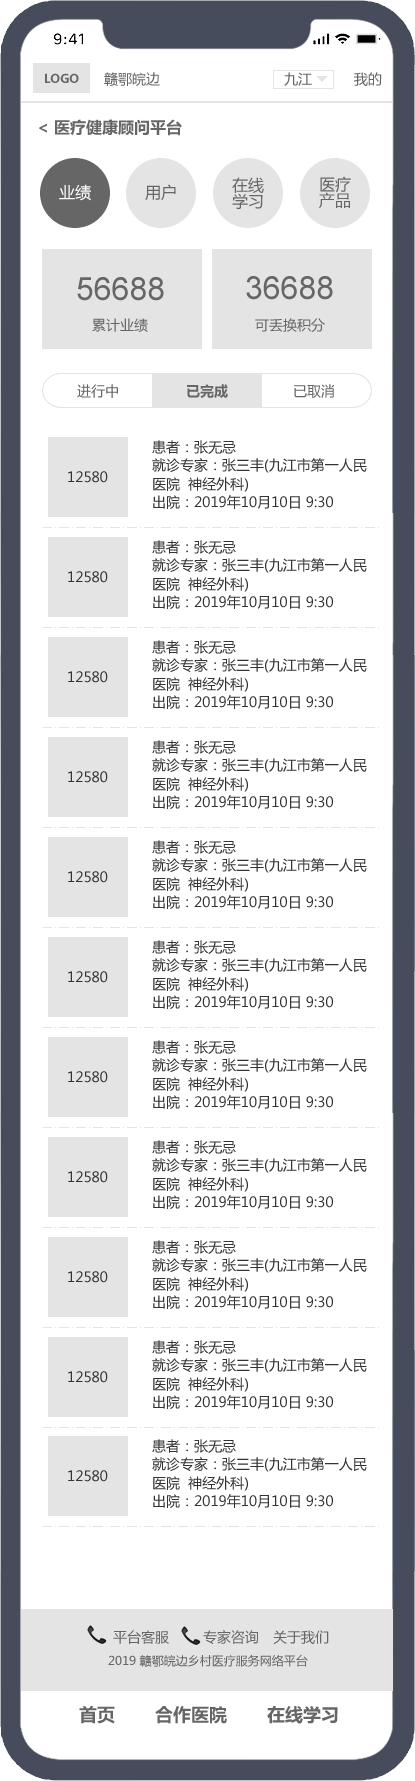 9:41
LOGO 赣鄂皖边 九江 我的
< 医疗健康顾问平台
业绩 用户 在线学习 医疗产品
56688 36688
累计业绩 可丢换积分
进行中 已完成 已取消
12580
患者：张无忌
就诊专家：张三丰(九江市第一人民
医院 神经外科)
出院：2019年10月10日 9:30
12580
患者：张无忌
就诊专家：张三丰(九江市第一人民
医院 神经外科)
出院：2019年10月10日 9:30
12580
患者：张无忌
就诊专家：张三丰(九江市第一人民
医院 神经外科)
出院：2019年10月10日 9:30
12580
患者：张无忌
就诊专家：张三丰(九江市第一人民
医院 神经外科)
出院：2019年10月10日 9:30
12580
患者：张无忌
就诊专家：张三丰(九江市第一人民
医院 神经外科)
出院：2019年10月10日 9:30
12580
患者：张无忌
就诊专家：张三丰(九江市第一人民
医院 神经外科)
出院：2019年10月10日 9:30
12580
患者：张无忌
就诊专家：张三丰(九江市第一人民
医院 神经外科)
出院：2019年10月10日 9:30
12580
患者：张无忌
就诊专家：张三丰(九江市第一人民
医院 神经外科)
出院：2019年10月10日 9:30
12580
患者：张无忌
就诊专家：张三丰(九江市第一人民
医院 神经外科)
出院：2019年10月10日 9:30
12580
患者：张无忌
就诊专家：张三丰(九江市第一人民
医院 神经外科)
出院：2019年10月10日 9:30
12580
患者：张无忌
就诊专家：张三丰(九江市第一人民
医院 神经外科)
出院：2019年10月10日 9:30
平台客服 专家咨询 关于我们
2019 赣鄂皖边乡村医疗服务网络平台
首页 合作医院 在线学习